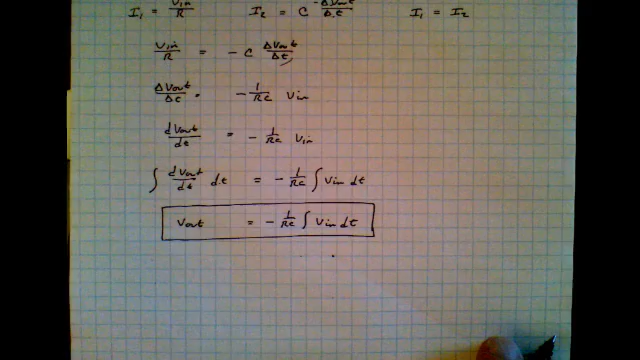 I₁ = Vin/R I₂ = C -ΔVout/Δt I₁ = I₂
Vin/R = -C ΔVout/Δt
ΔVout/Δt = -1/RC Vin
dVout/dt = -1/RC Vin
∫ dVout/dt dt = -1/RC ∫ Vin dt
Vout = -1/RC ∫ Vin dt